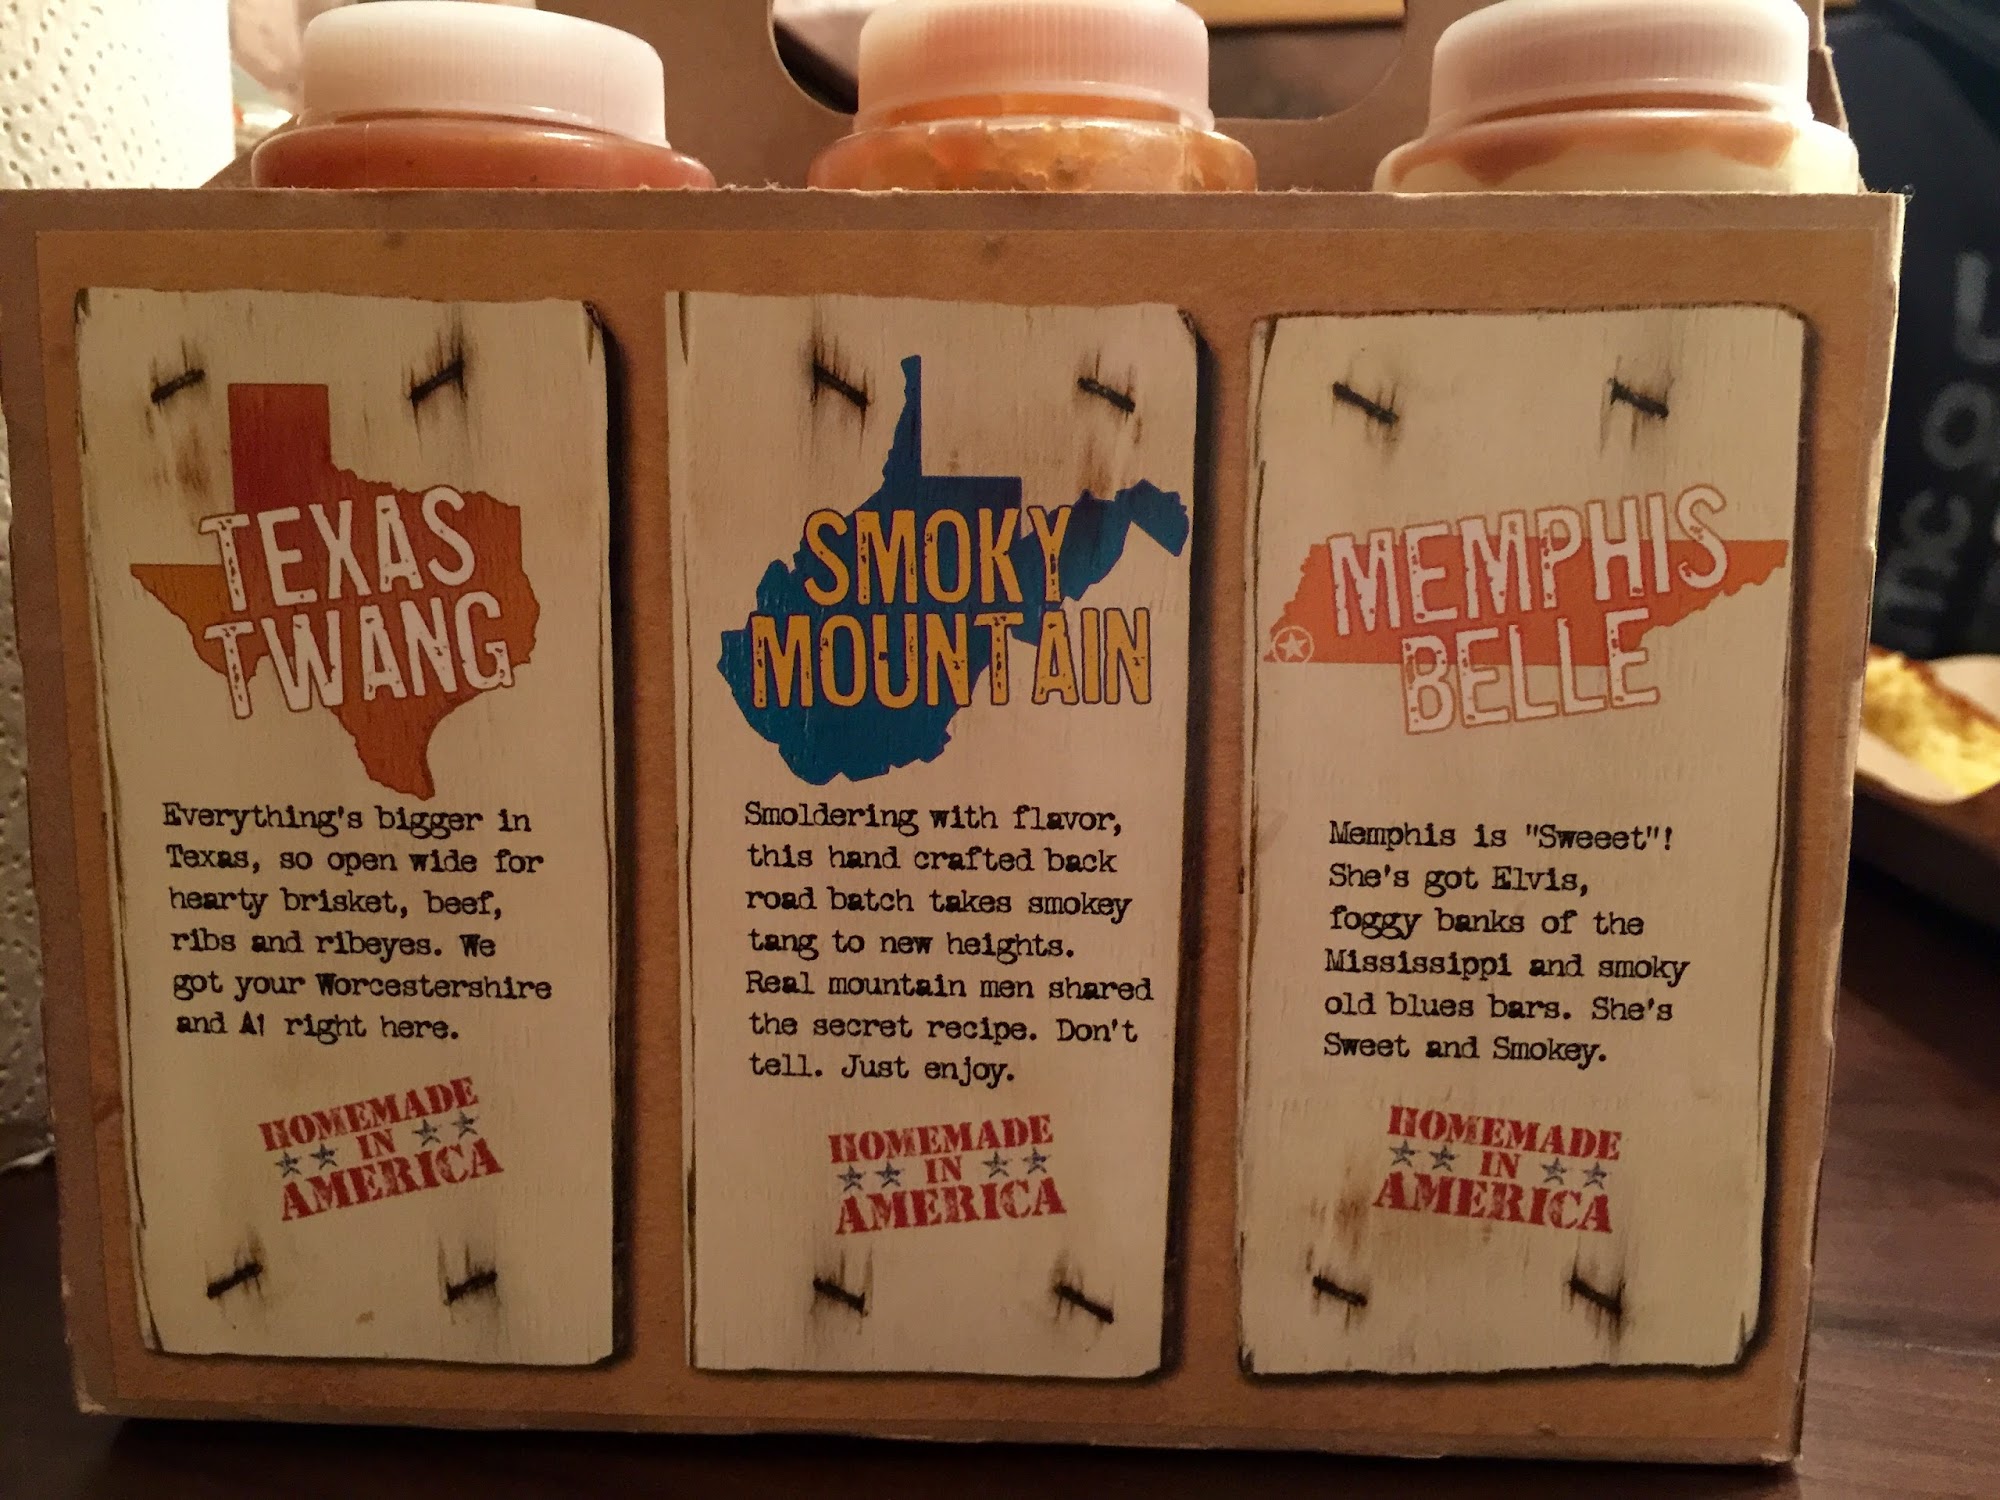 TEXAS
TWANG
Everything's bigger in
Texas, so open wide for
hearty brisket, beef,
ribs and ribeyes. We
got your Worcestershire
and A1 right here.
HOMEMADE
IN
AMERICA
SMOKY
MOUNTAIN
Smoldering with flavor,
this hand crafted back
road batch takes smokey
tang to new heights.
Real mountain men shared
the secret recipe. Don't
tell. Just enjoy.
HOMEMADE
IN
AMERICA
MEMPHIS
BELLE
Memphis is "Sweeet"!
She's got Elvis,
foggy banks of the
Mississippi and smoky
old blues bars. She's
Sweet and Smokey.
HOMEMADE
IN
AMERICA